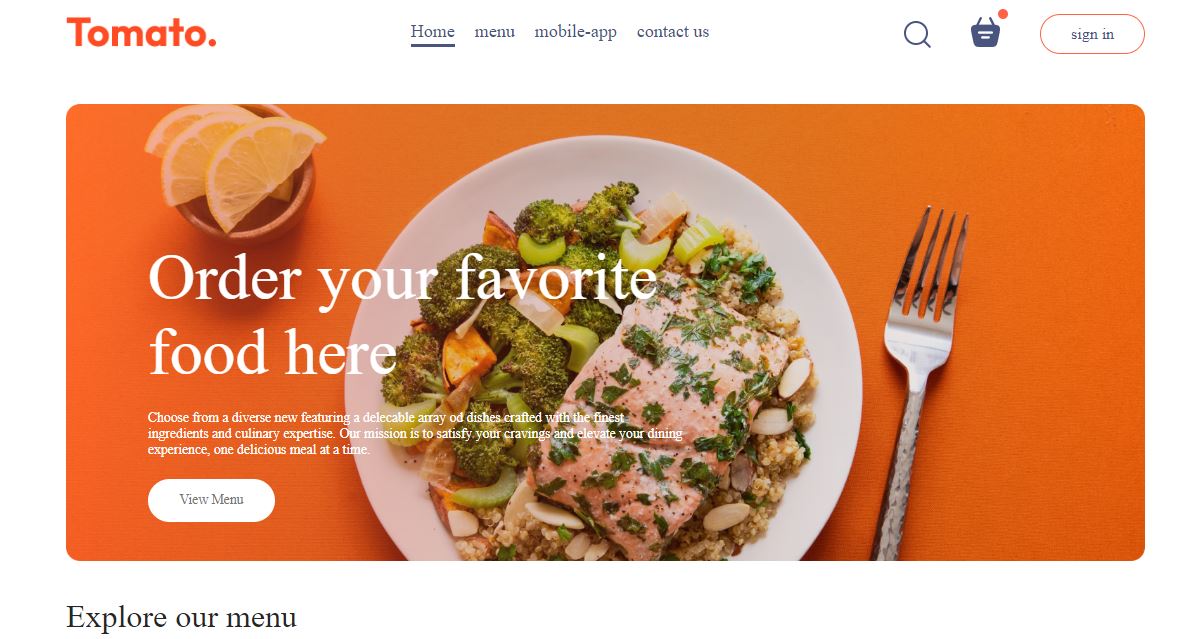 Tomato.
Home menu mobile-app contact us
sign in
Order your favorite
food here
Choose from a diverse new featuring a delecable array od dishes crafted with the finest
ingredients and culinary expertise. Our mission is to satisfy your cravings and elevate your dining
experience, one delicious meal at a time.
View Menu
Explore our menu